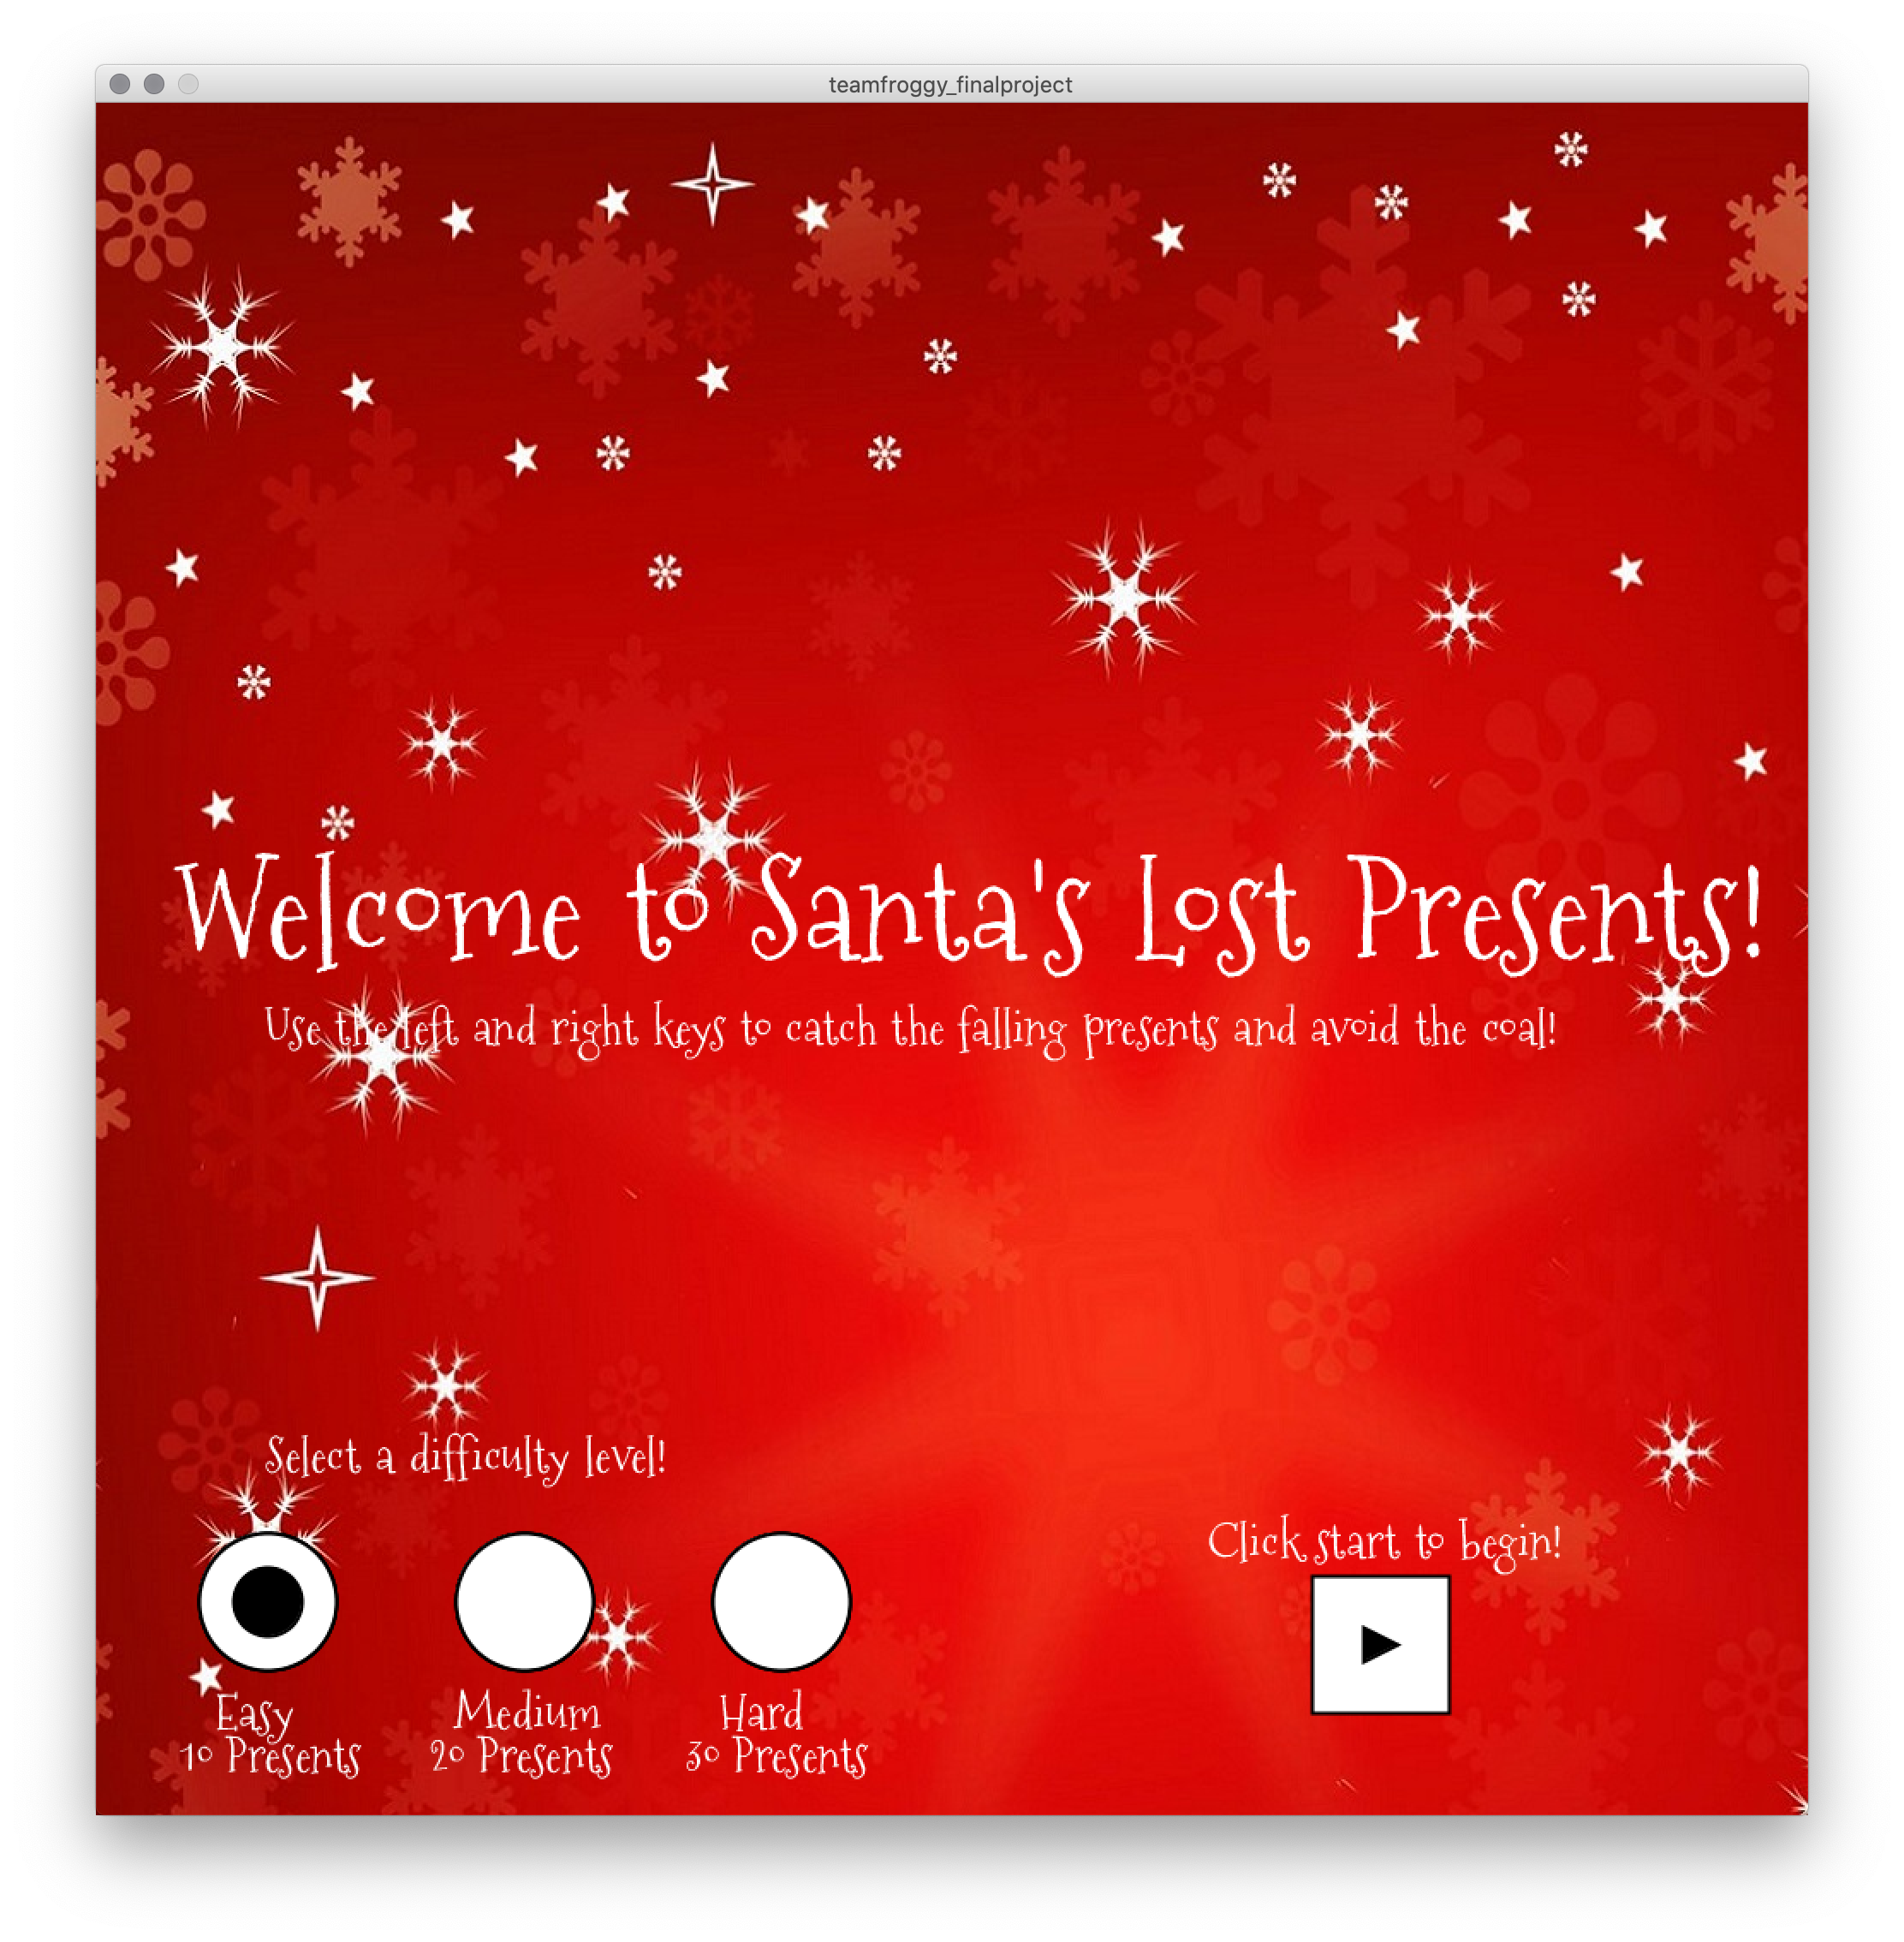 teamfroggy_finalproject
Welcome to Santa's Lost Presents!
Use the left and right keys to catch the falling presents and avoid the coal!
Select a difficulty level!
Click start to begin!
Easy
10 Presents
Medium
20 Presents
Hard
30 Presents